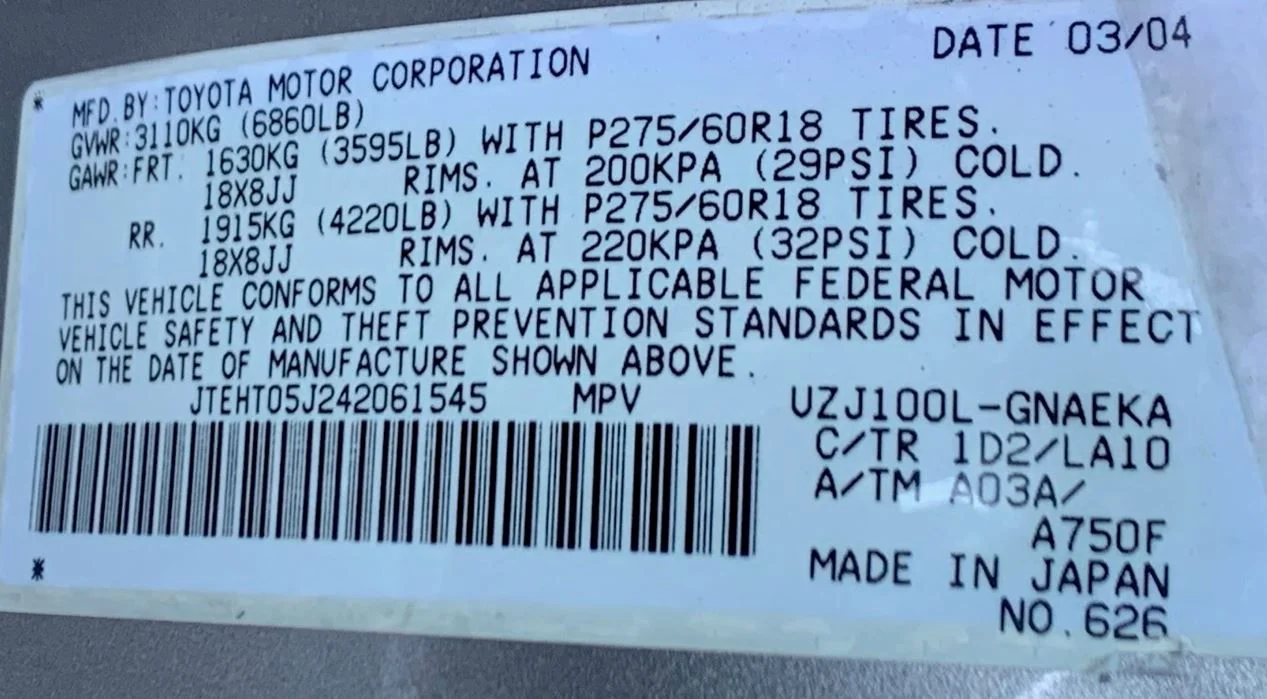 DATE 03/04
* MFD.BY:TOYOTA MOTOR CORPORATION
GVWR:3110KG (6860LB)
GAWR:FRT. 1630KG (3595LB) WITH P275/60R18 TIRES.
18X8JJ RIMS. AT 200KPA (29PSI) COLD.
RR. 1915KG (4220LB) WITH P275/60R18 TIRES.
18X8JJ RIMS. AT 220KPA (32PSI) COLD.
THIS VEHICLE CONFORMS TO ALL APPLICABLE FEDERAL MOTOR
VEHICLE SAFETY AND THEFT PREVENTION STANDARDS IN EFFECT
ON THE DATE OF MANUFACTURE SHOWN ABOVE.
JTEHT05J242061545 MPV UZJ100L-GNAEKA
C/TR 1D2/LA10
A/TM A03A/
A750F
* MADE IN JAPAN
NO.626